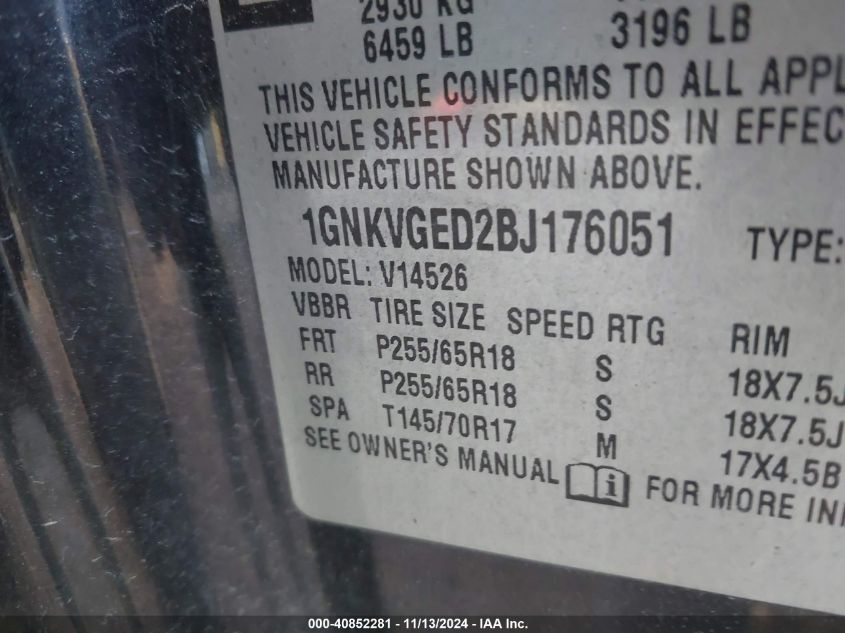 2930 KG
6459 LB 3196 LB
THIS VEHICLE CONFORMS TO ALL APPL
VEHICLE SAFETY STANDARDS IN EFFEC
MANUFACTURE SHOWN ABOVE.
1GNKVGED2BJ176051 TYPE:
MODEL: V14526
VBBR TIRE SIZE SPEED RTG RIM
FRT P255/65R18 S 18X7.5J
RR P255/65R18 S 18X7.5J
SPA T145/70R17 M 17X4.5B
SEE OWNER'S MANUAL i FOR MORE INF
000-40852281 - 11/13/2024 - IAA Inc.